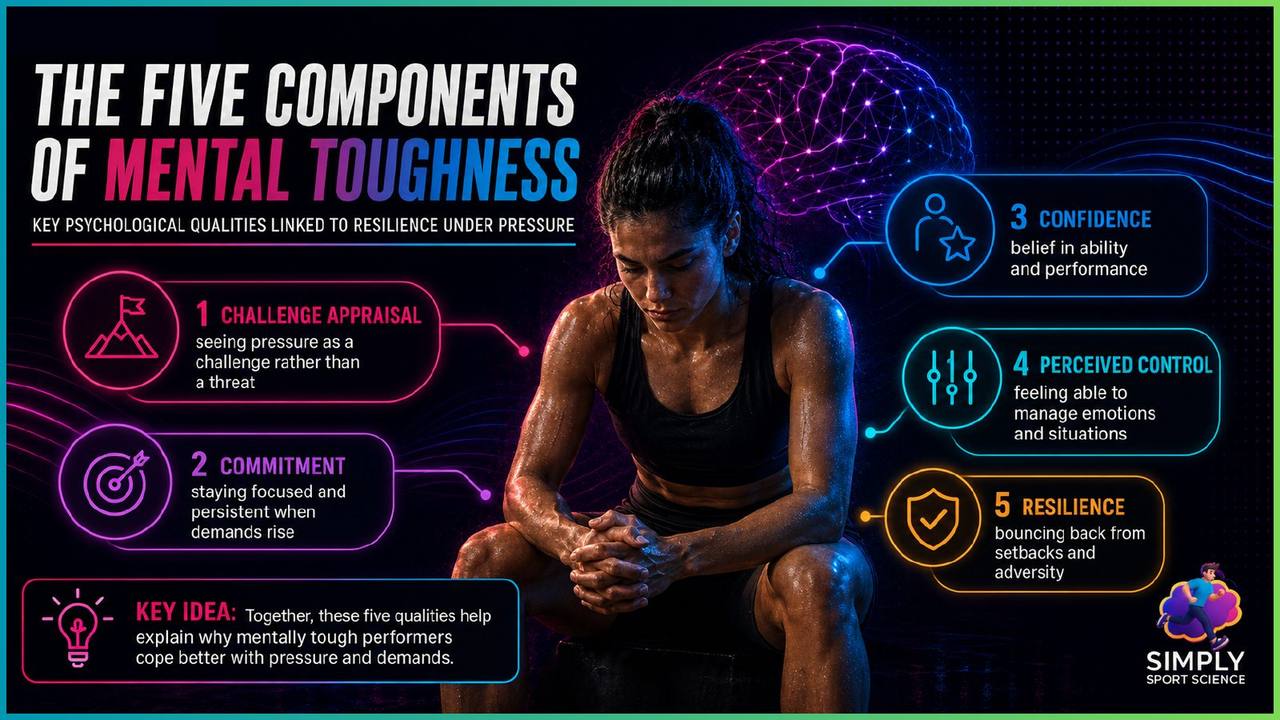 THE FIVE COMPONENTS
OF MENTAL TOUGHNESS
KEY PSYCHOLOGICAL QUALITIES LINKED TO RESILIENCE UNDER PRESSURE
1 CHALLENGE APPRAISAL
seeing pressure as a
challenge rather than
a threat
2 COMMITMENT
staying focused and
persistent when
demands rise
3 CONFIDENCE
belief in ability
and performance
4 PERCEIVED CONTROL
feeling able to
manage emotions
and situations
5 RESILIENCE
bouncing back from
setbacks and
adversity
KEY IDEA: Together, these five qualities help
explain why mentally tough performers
cope better with pressure and demands.
SIMPLY
SPORT SCIENCE